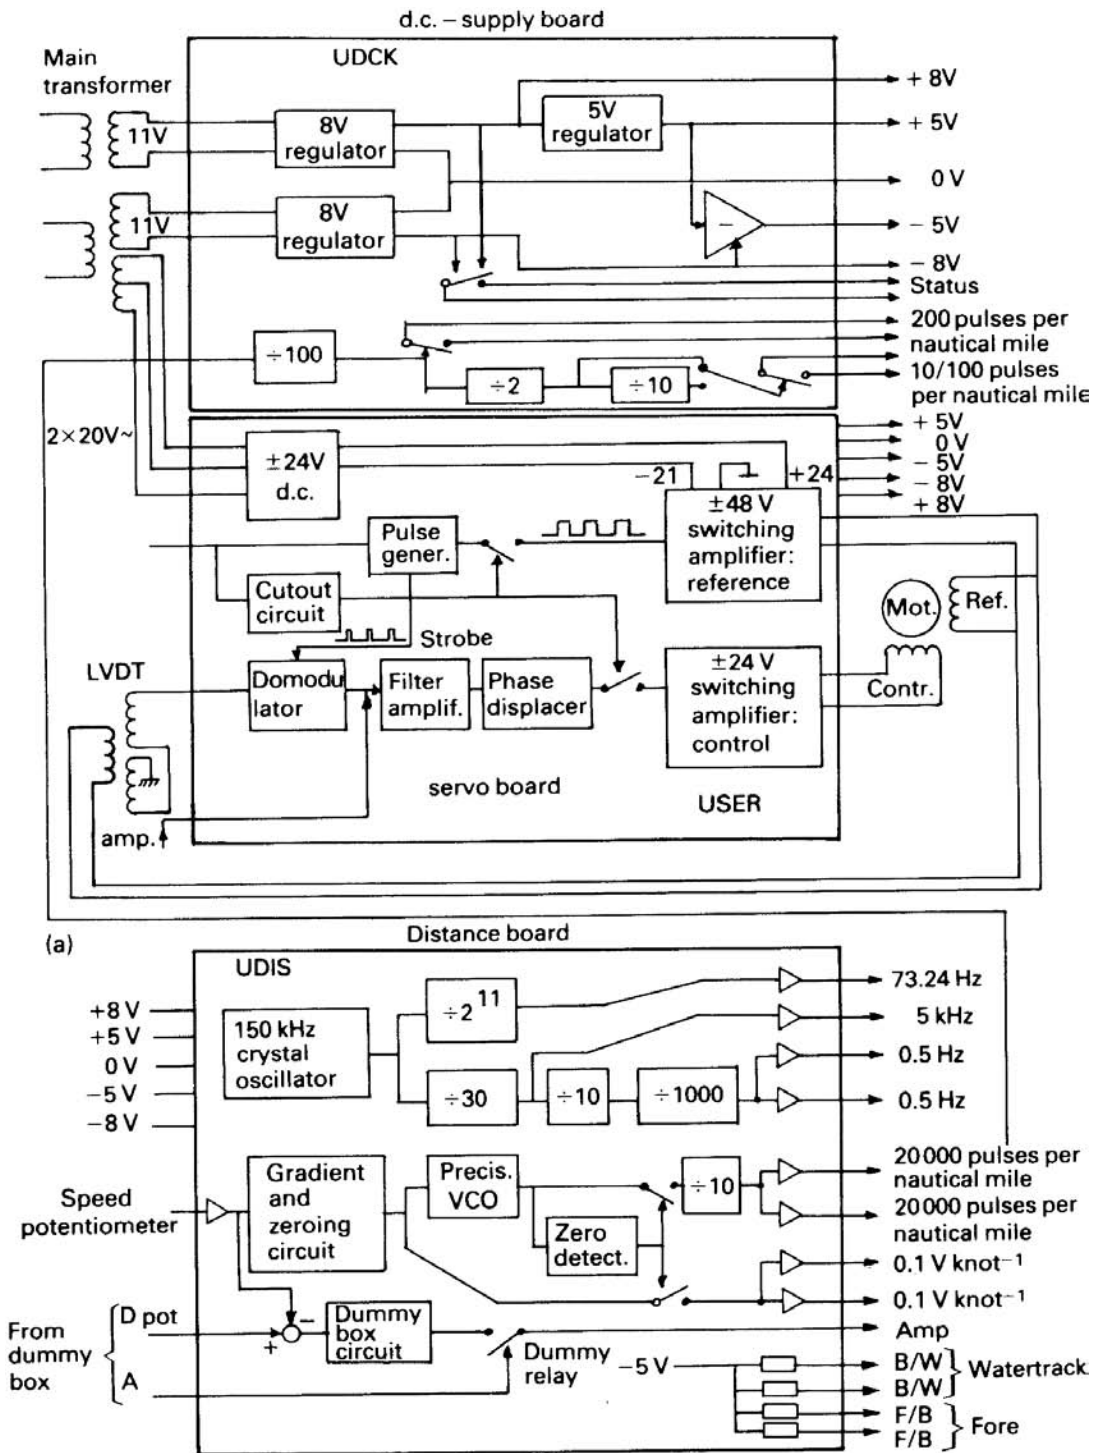 d.c. – supply board
UDCK
Main
transformer
11V
8V
regulator
5V
regulator
+ 8V
+ 5V
0 V
11V
8V
regulator
–
– 5V
– 8V
Status
200 pulses per
nautical mile
÷100
÷2
÷10
10/100 pulses
per nautical mile
2×20V~
±24V
d.c.
−21
+24
+ 5V
0 V
– 5V
– 8V
+ 8V
Pulse
gener.
±48 V
switching
amplifier:
reference
Cutout
circuit
Strobe
Mot.
Ref.
LVDT
Domodu
lator
Filter
amplif.
Phase
displacer
±24 V
switching
amplifier:
control
Contr.
servo board
USER
amp.
(a)
Distance board
UDIS
+8 V
+5 V
0 V
−5 V
−8 V
150 kHz
crystal
oscillator
÷2 11
÷30
÷10
÷1000
73.24 Hz
5 kHz
0.5 Hz
0.5 Hz
Speed
potentiometer
Gradient
and
zeroing
circuit
Precis.
VCO
Zero
detect.
÷10
20 000 pulses per
nautical mile
20 000 pulses per
nautical mile
0.1 V knot−1
0.1 V knot−1
From
dummy
box
D pot
A
+
−
Dummy
box
circuit
Dummy
relay
Amp
−5 V
B/W
B/W
Watertrack
F/B
F/B
Fore